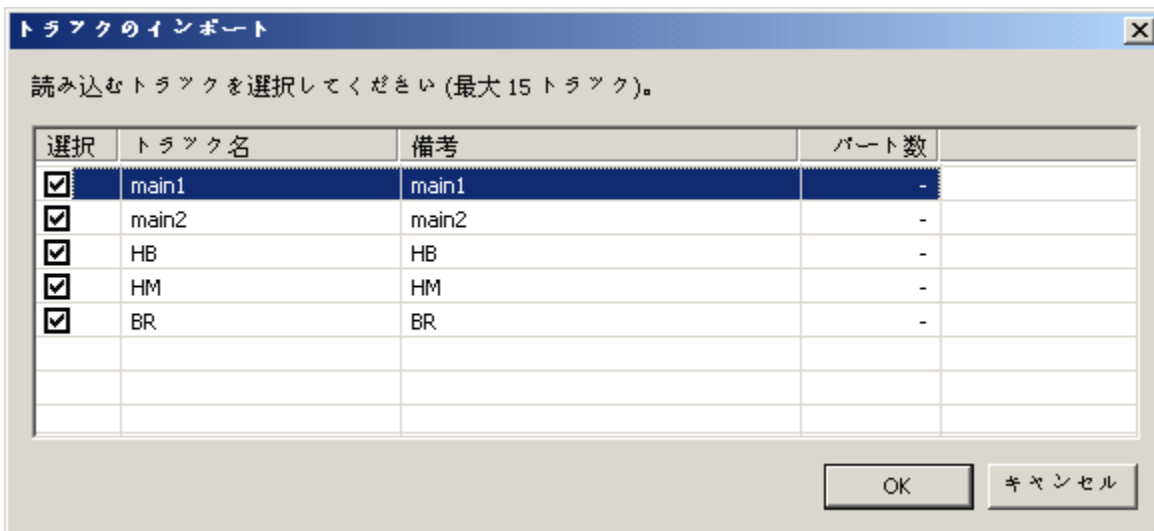 トラックのインポート
読み込むトラックを選択してください (最大 15 トラック)。
選択 トラック名 備考 パート数
main1 main1 -
main2 main2 -
HB HB -
HM HM -
BR BR -
OK キャンセル